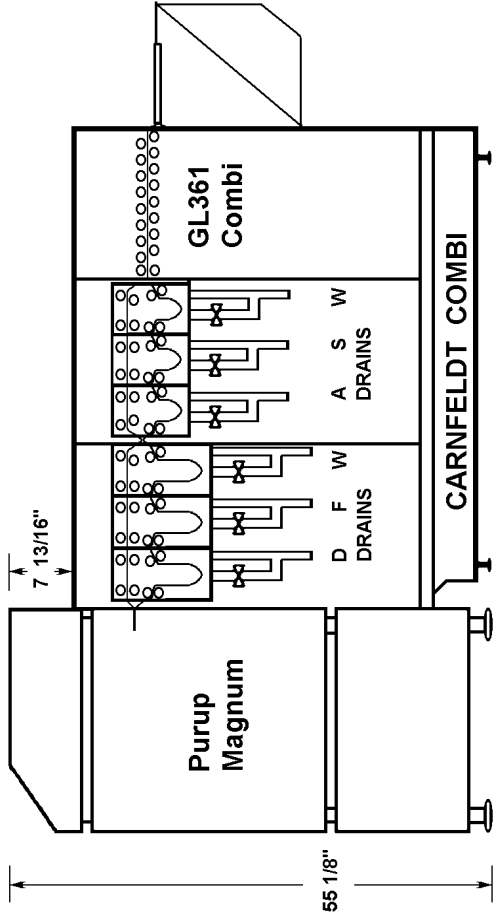 55 1/8"
7 13/16"
Purup
Magnum
D F W
DRAINS
A S W
DRAINS
GL361
Combi
CARNFELDT COMBI